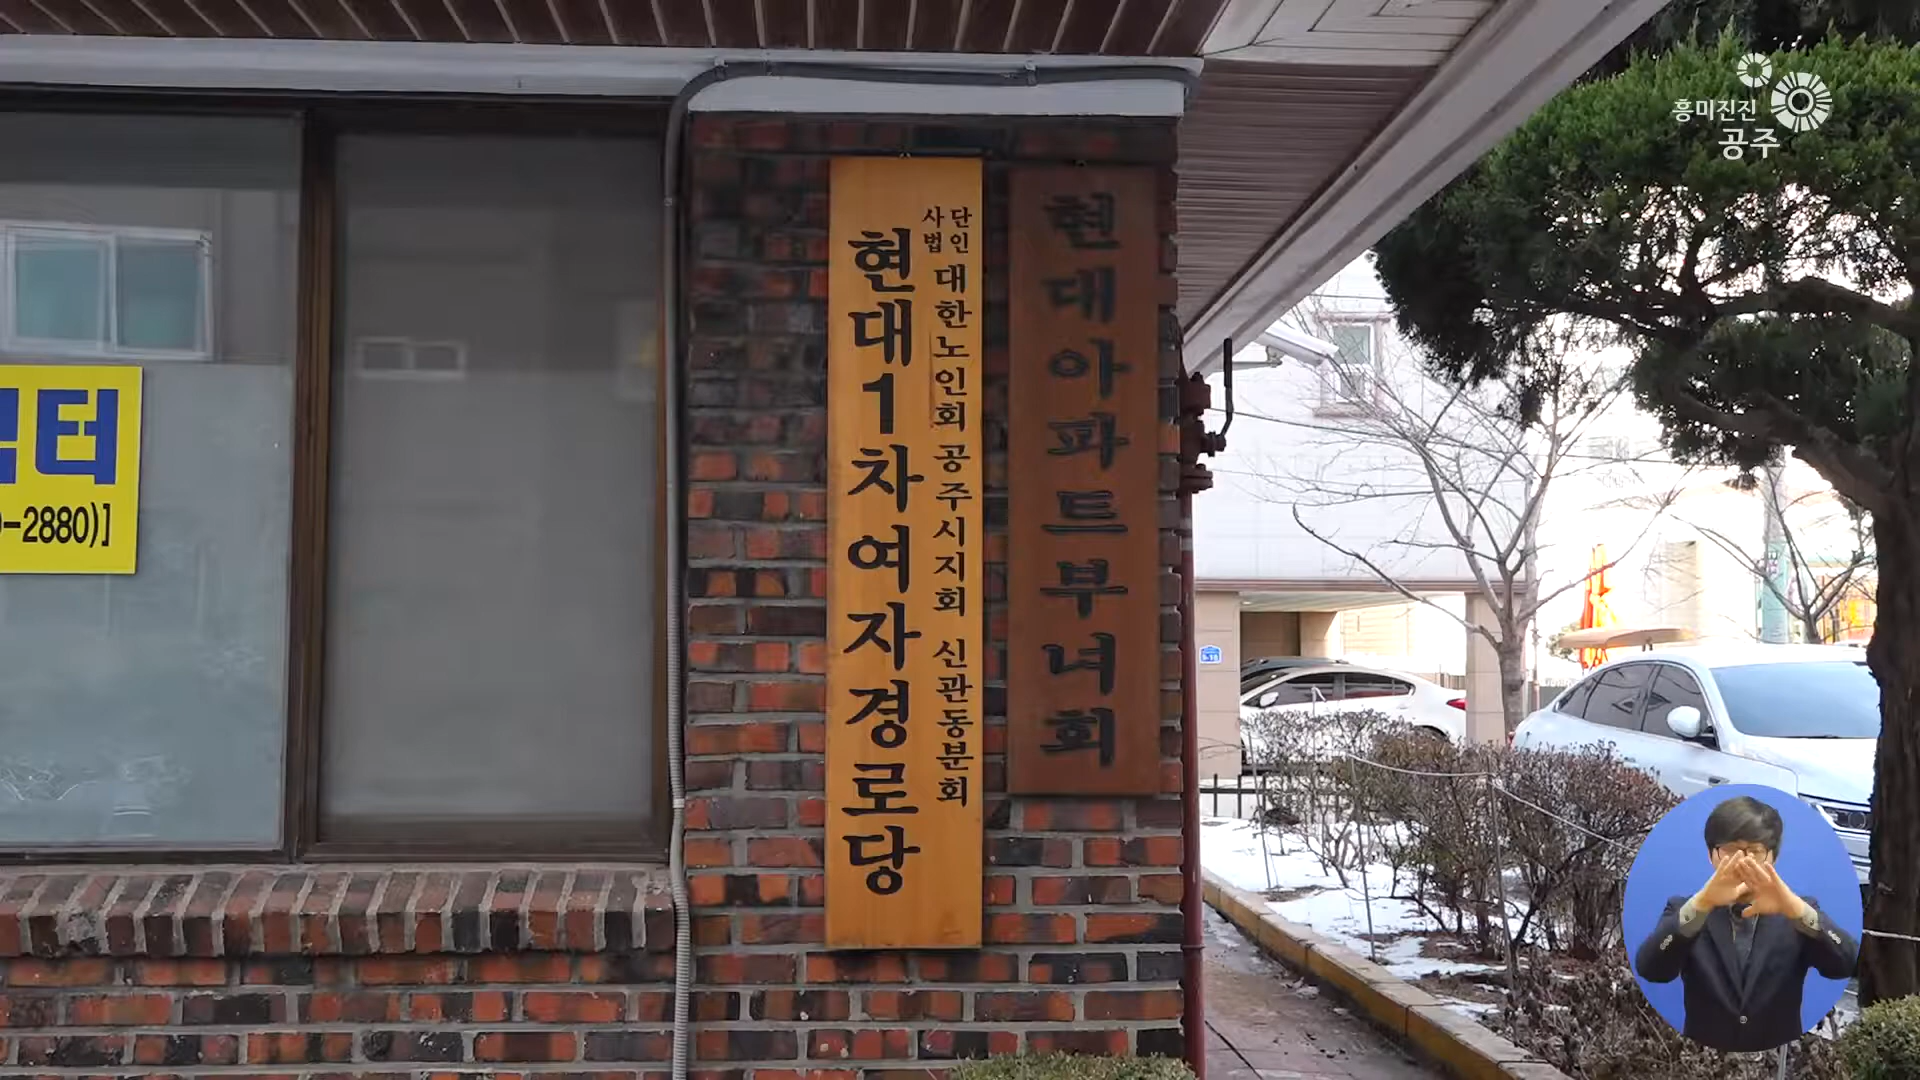 흥미진진
공주
사단
법인
대한노인회공주시지회 신관동분회
현대1차여자경로당
현대아파트부녀회
터
-2880)]